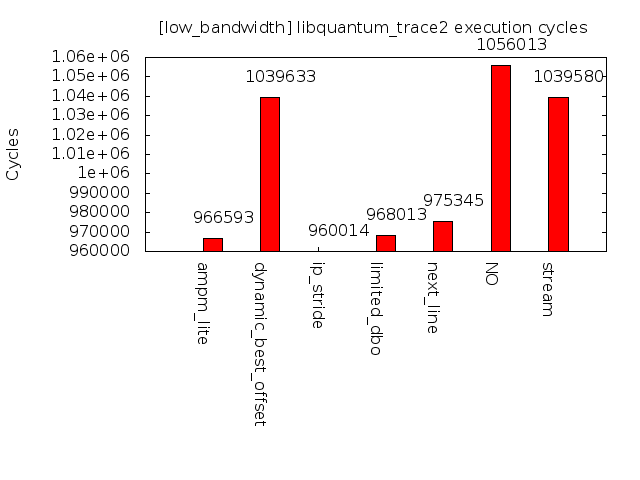 [low_bandwidth] libquantum_trace2 execution cycles
Cycles
1.06e+06
1.05e+06
1.04e+06
1.03e+06
1.02e+06
1.01e+06
1e+06
990000
980000
970000
960000
966593
1039633
960014
968013
975345
1056013
1039580
ampm_lite
dynamic_best_offset
ip_stride
limited_dbo
next_line
NO
stream